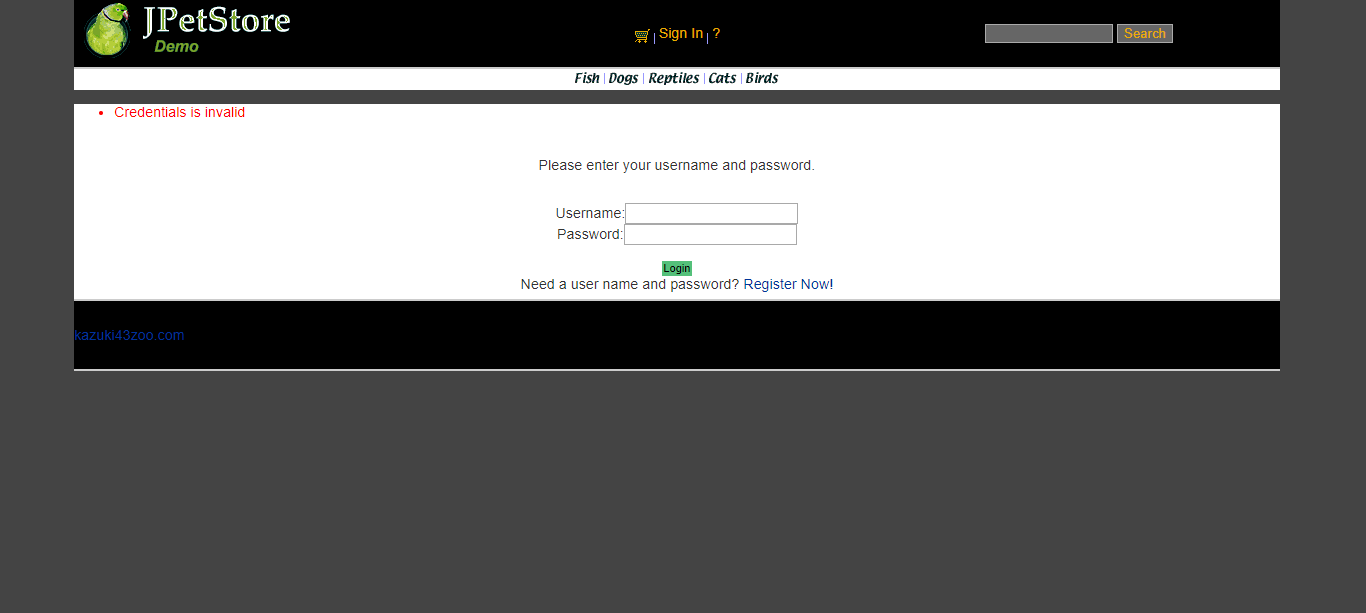 JPetStore
Demo
Sign In | ?
Search
Fish | Dogs | Reptiles | Cats | Birds
Credentials is invalid
Please enter your username and password.
Username:
Password:
Login
Need a user name and password? Register Now!
kazuki43zoo.com